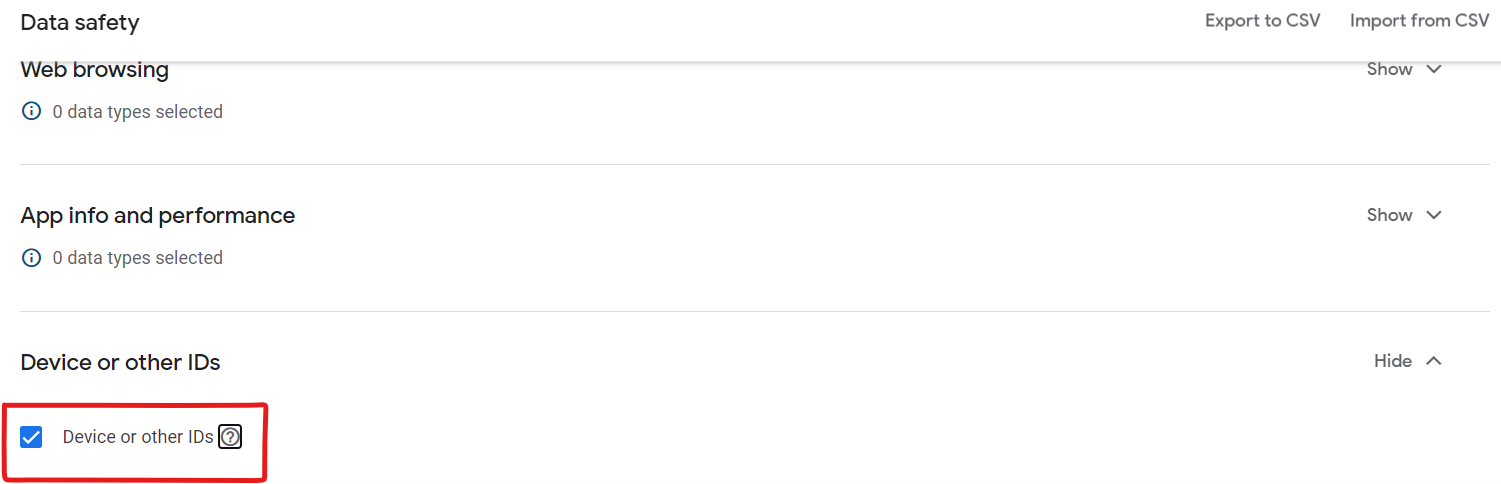 Data safety
Export to CSV
Import from CSV
Web browsing
Show
0 data types selected
App info and performance
Show
0 data types selected
Device or other IDs
Hide
Device or other IDs